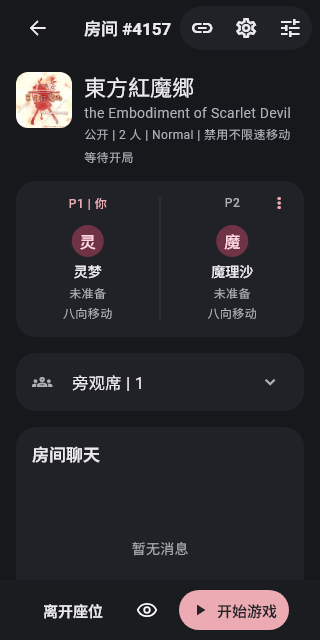 房间 #4157
東方紅魔郷
the Embodiment of Scarlet Devil
公开 | 2 人 | Normal | 禁用不限速移动
等待开局
P1 | 你
P2
灵
魔
灵梦
魔理沙
未准备
未准备
八向移动
八向移动
旁观席 | 1
房间聊天
暂无消息
离开座位
开始游戏